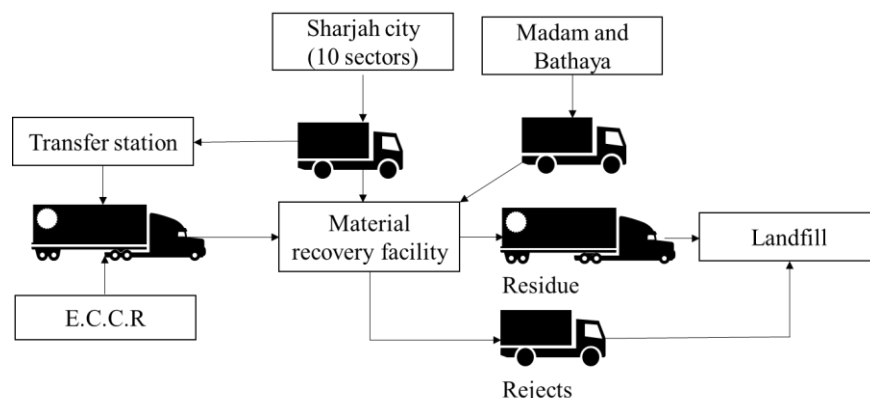 Sharjah city
(10 sectors)
Madam and
Bathaya
Transfer station
Material
recovery facility
Landfill
Residue
E.C.C.R
Rejects